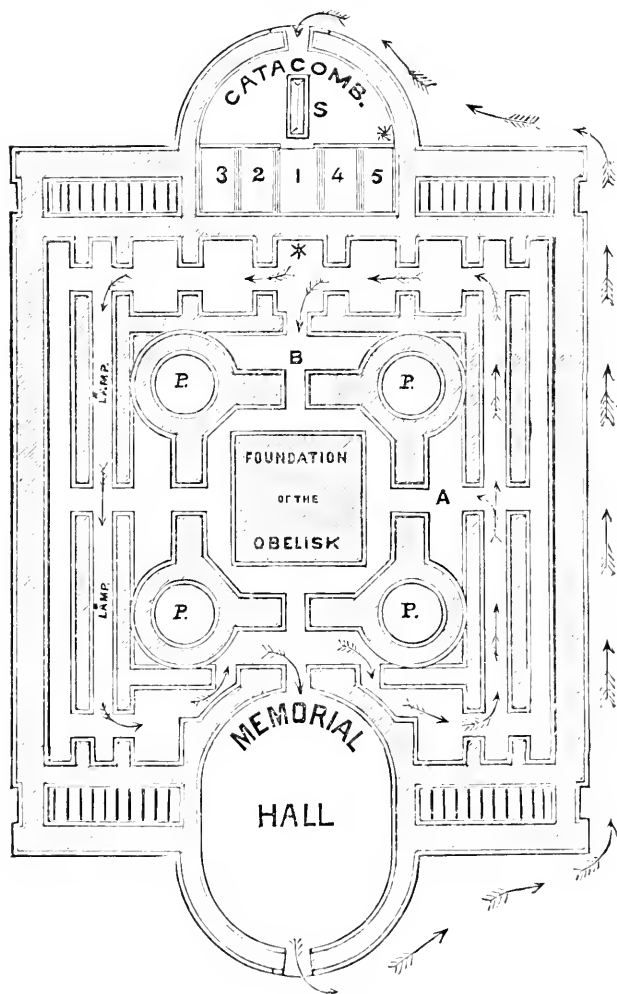 CATACOMB.
S
3 2 1 4 5
B
P.
P.
LAMP.
FOUNDATION
OF THE
OBELISK
A
LAMP.
P.
P.
MEMORIAL
HALL